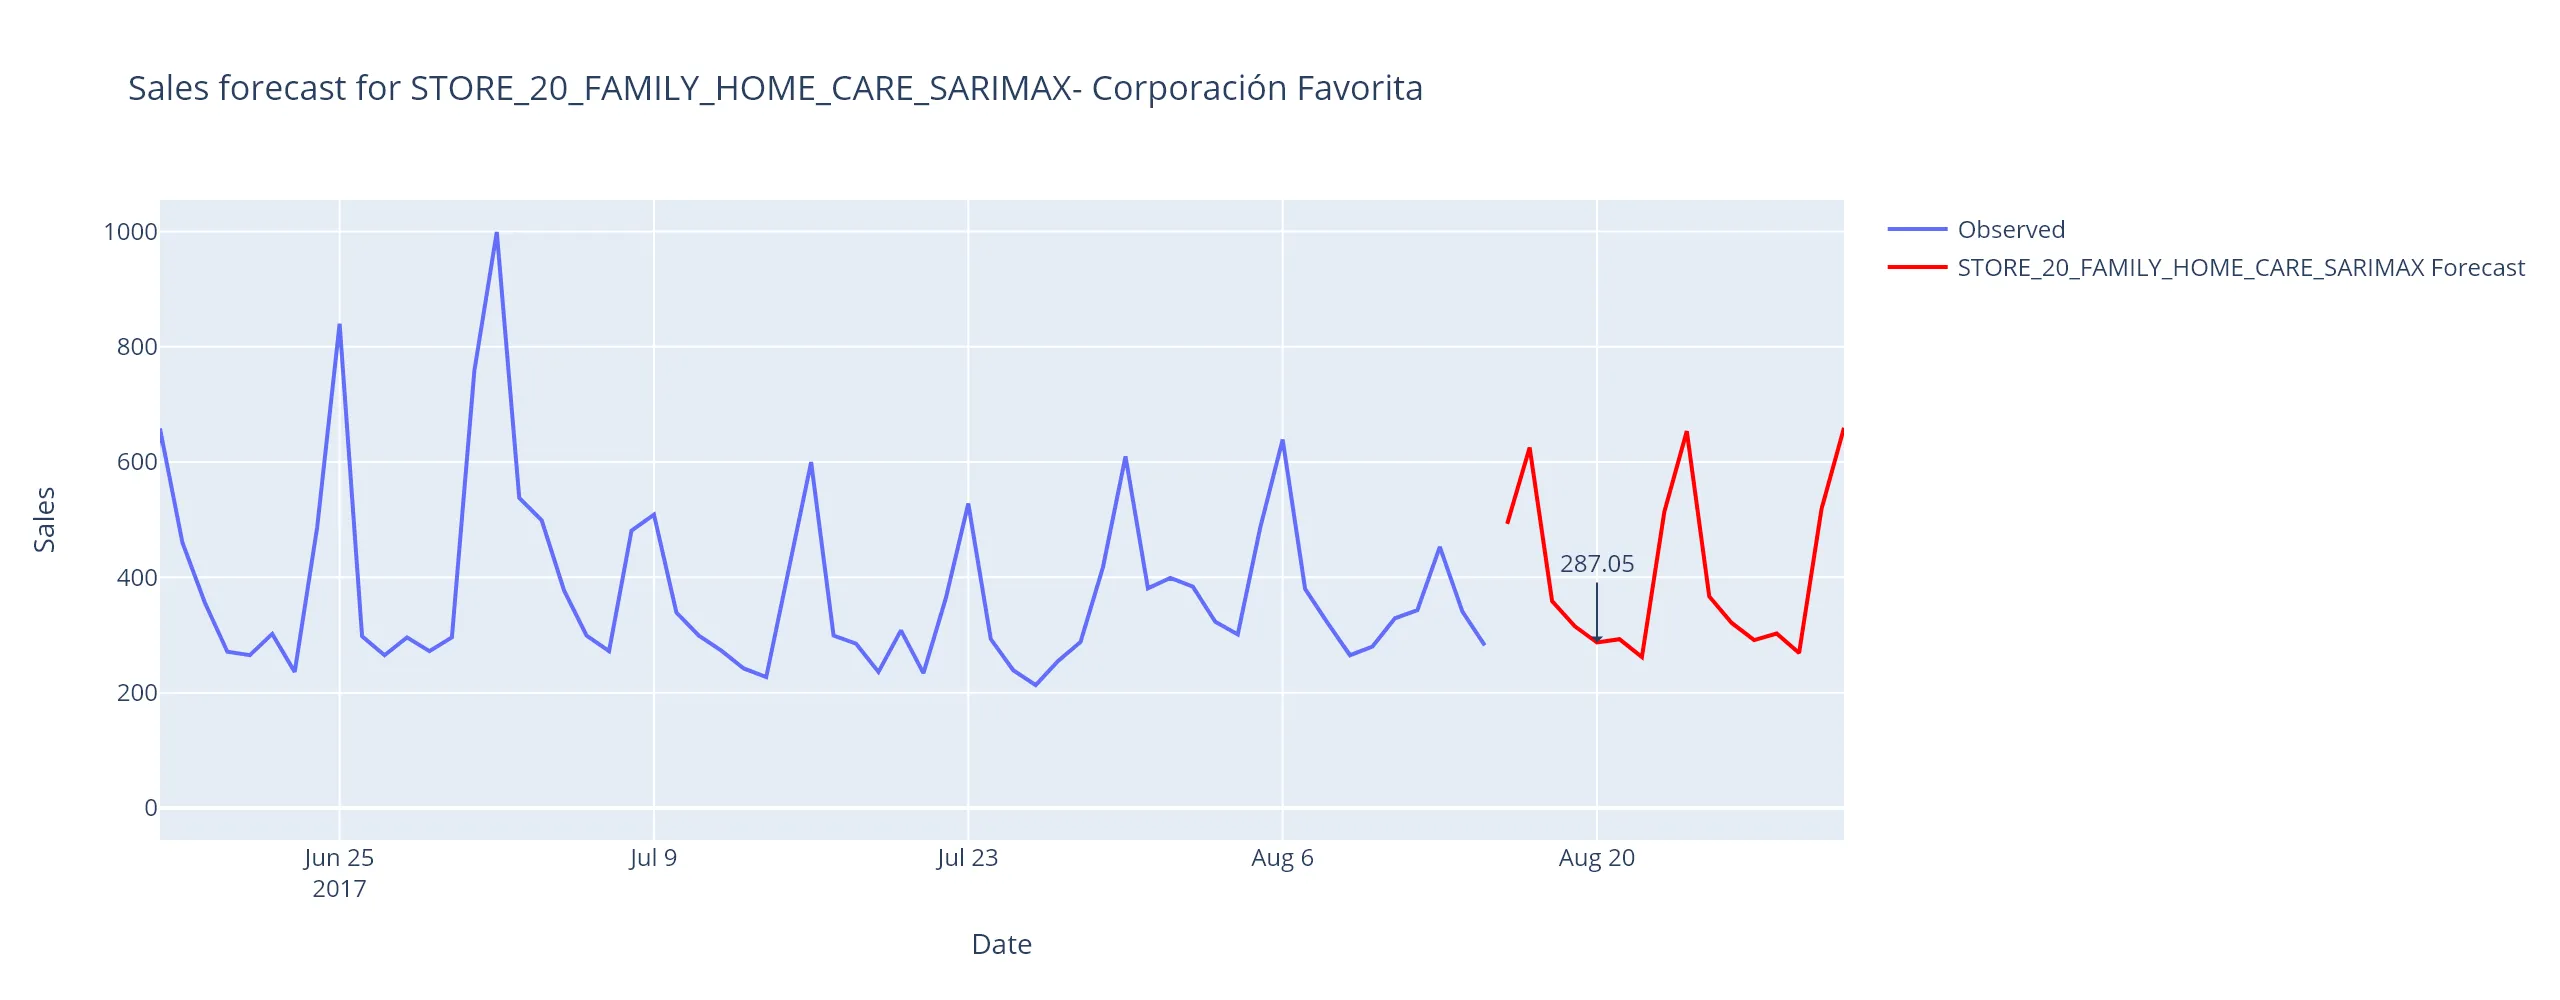 Sales forecast for STORE_20_FAMILY_HOME_CARE_SARIMAX- Corporación Favorita
Observed
STORE_20_FAMILY_HOME_CARE_SARIMAX Forecast
1000
800
600
400
200
0
Sales
287.05
Jun 25
2017
Jul 9
Jul 23
Aug 6
Aug 20
Date